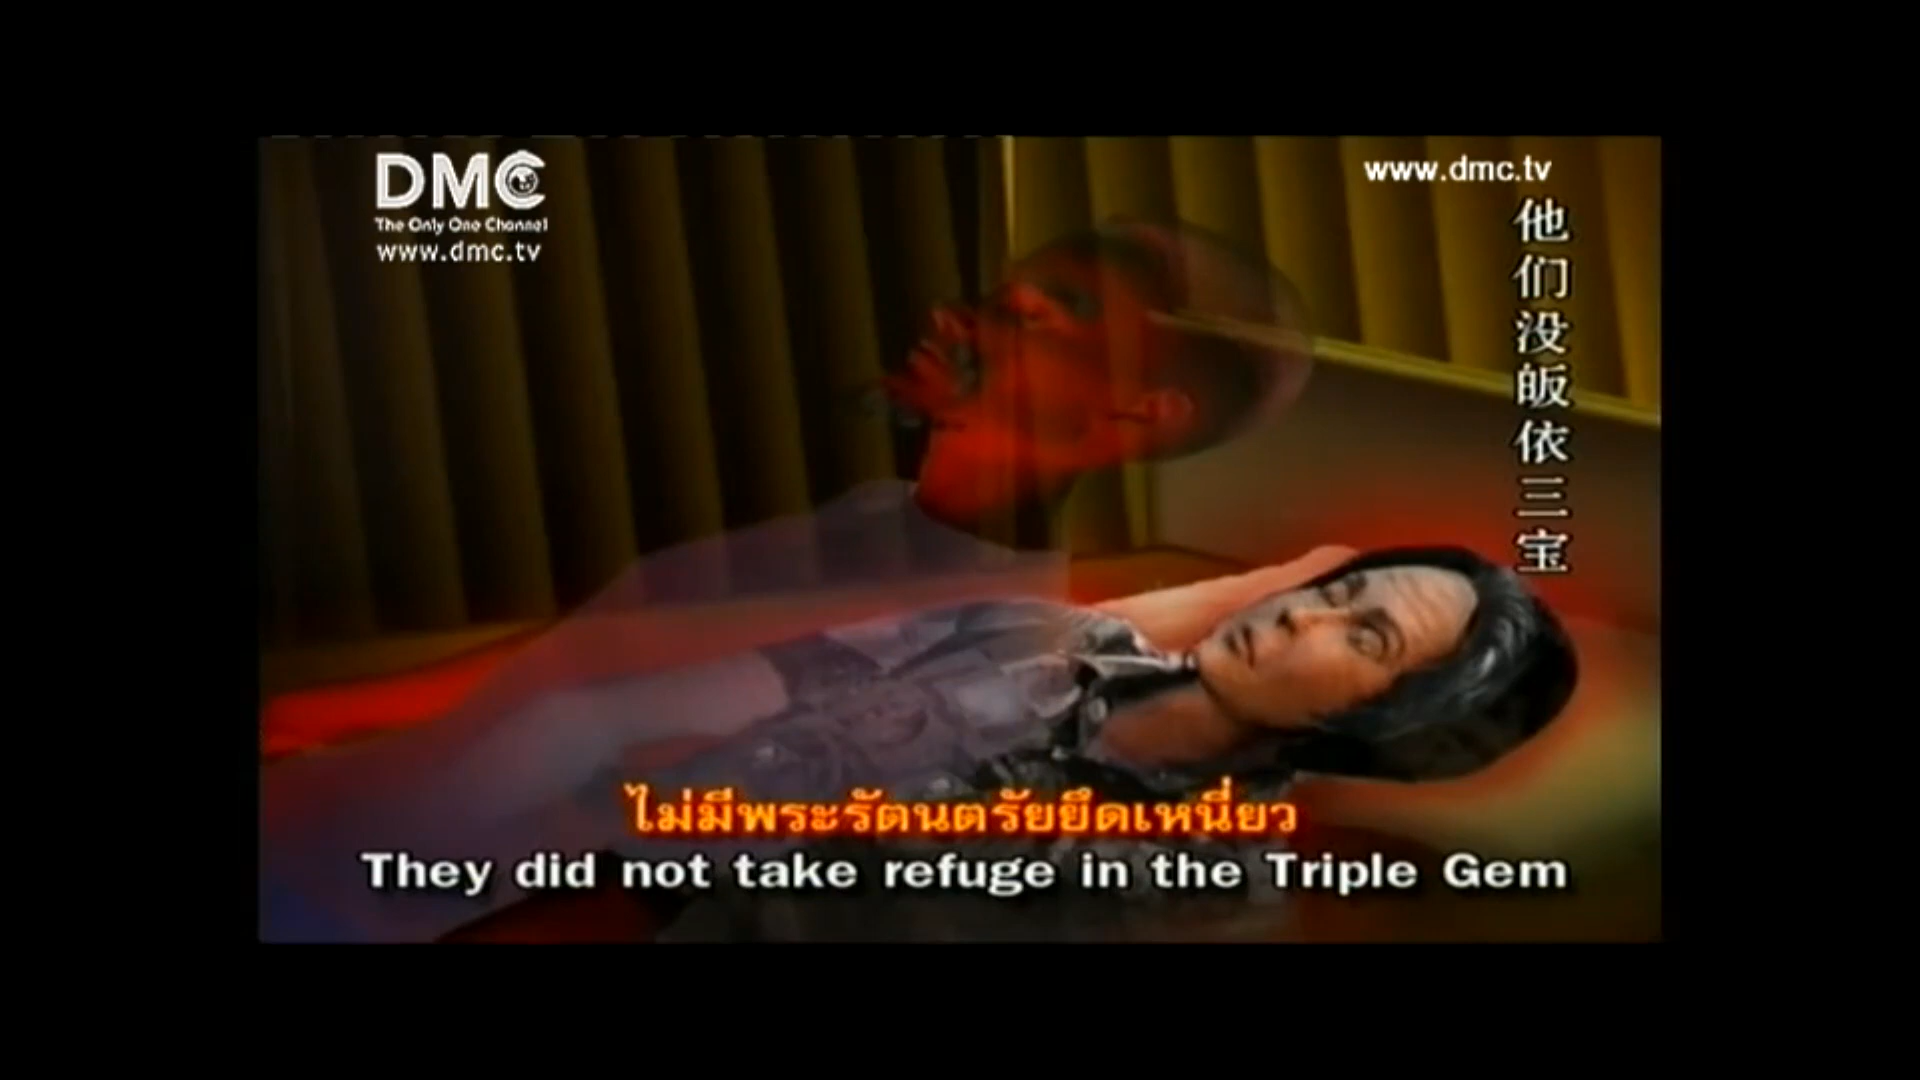 DMC
The Only One Channel
www.dmc.tv
www.dmc.tv
他们没皈依三宝
ไม่มีพระรัตนตรัยยึดเหนี่ยว
They did not take refuge in the Triple Gem